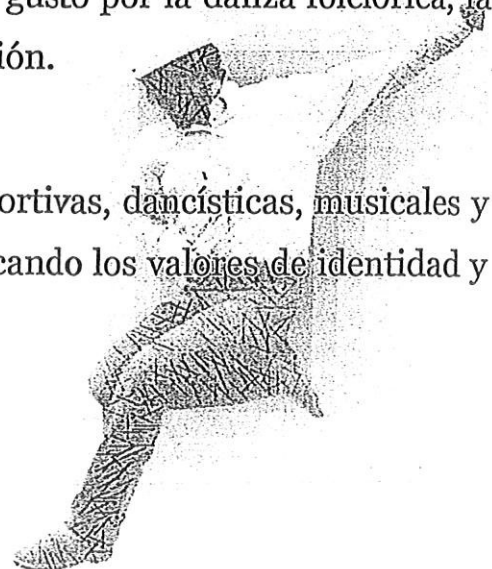 gusto por la danza folclórica, la
ión.
ortivas, dancísticas, musicales y
cando los valores de identidad y